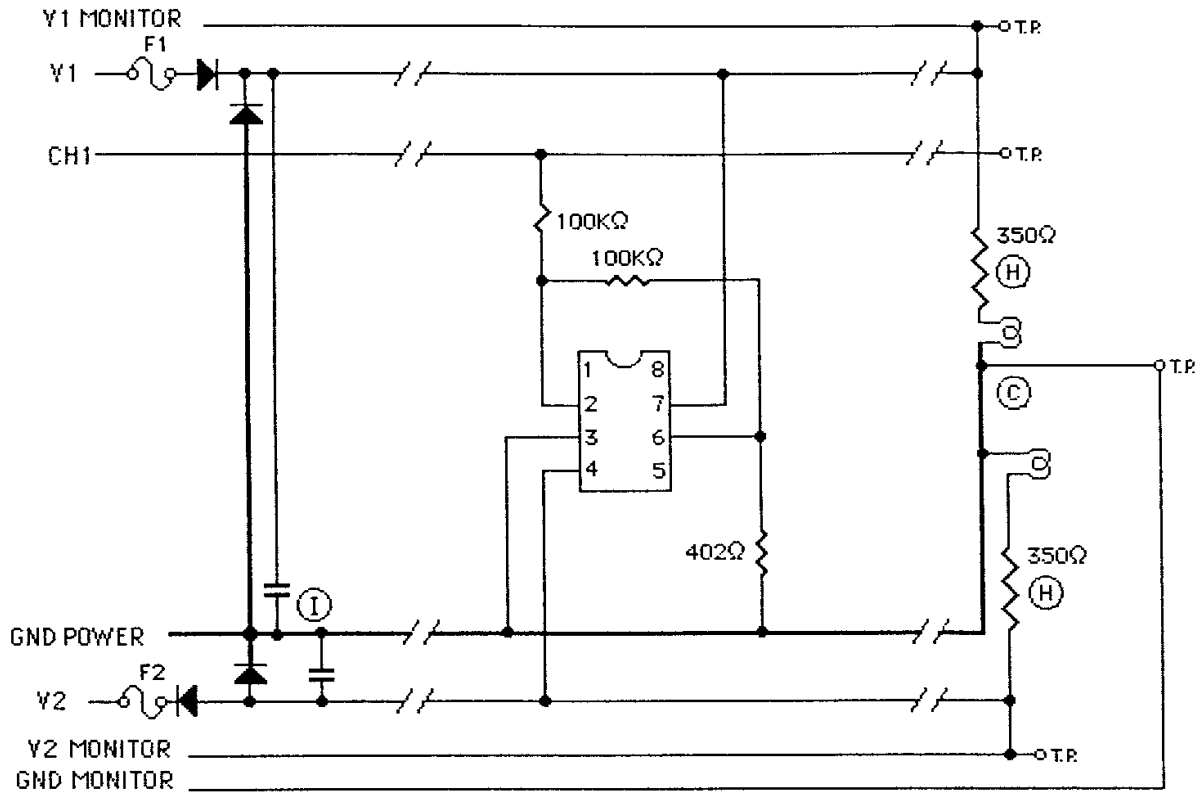 V1 MONITOR
T.P.
F1
V1
CH1
T.P.
100KΩ
100KΩ
350Ω
H
1 8
2 7
3 6
4 5
T.P.
C
402Ω
350Ω
H
I
GND POWER
F2
V2
V2 MONITOR
T.P.
GND MONITOR